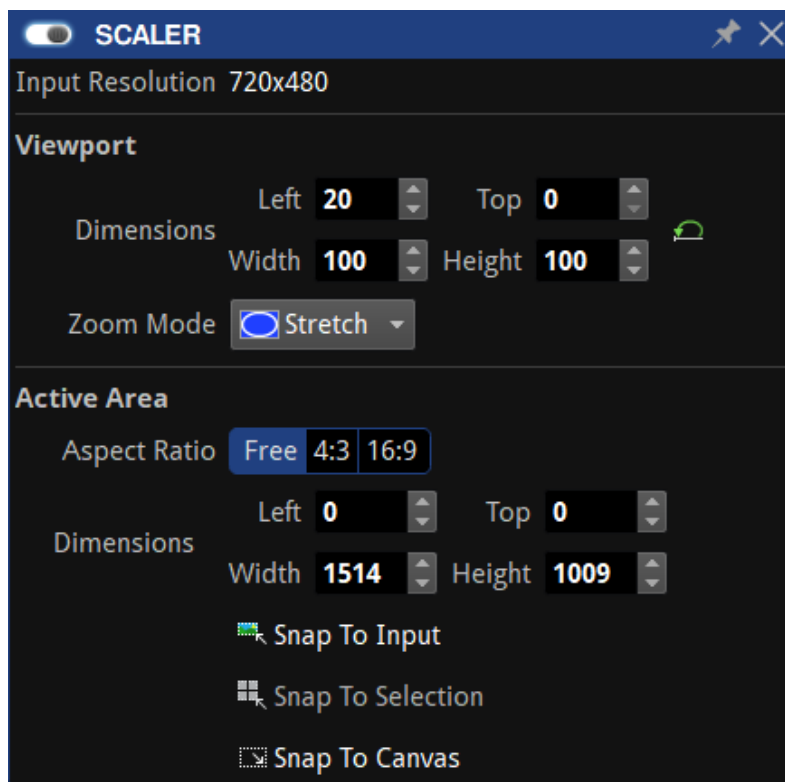 SCALER
Input Resolution 720x480
Viewport
Left 20 Top 0
Dimensions
Width 100 Height 100
Zoom Mode Stretch
Active Area
Aspect Ratio Free 4:3 16:9
Left 0 Top 0
Dimensions
Width 1514 Height 1009
Snap To Input
Snap To Selection
Snap To Canvas